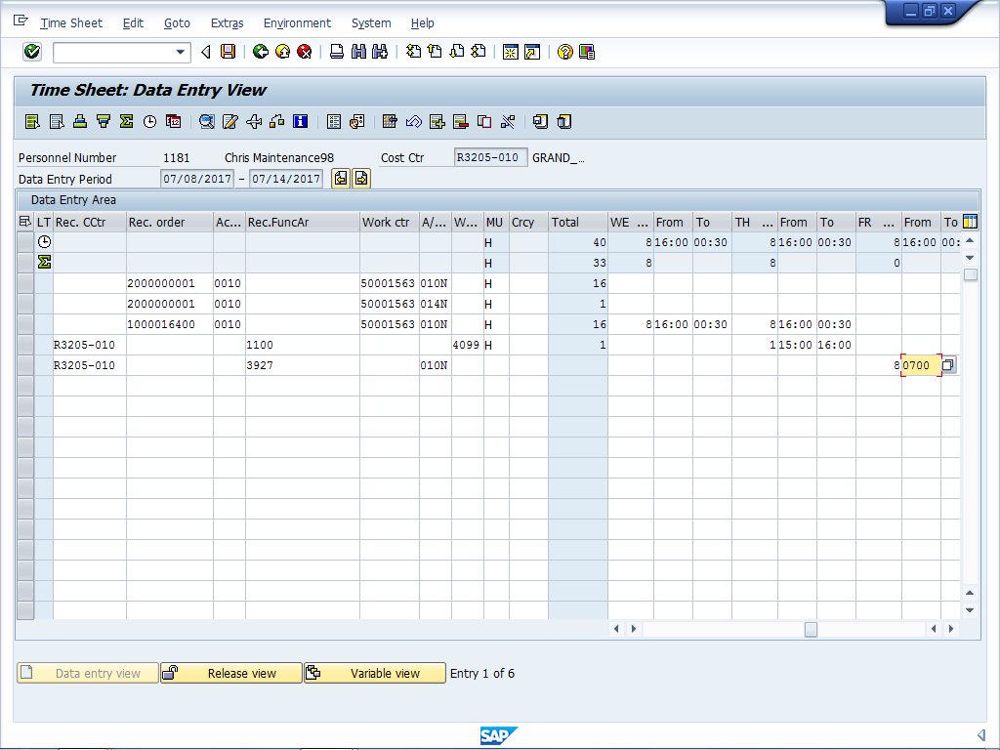 Time Sheet Edit Goto Extras Environment System Help
Time Sheet: Data Entry View
Personnel Number 1181 Chris Maintenance98 Cost Ctr R3205-010 GRAND_...
Data Entry Period 07/08/2017 - 07/14/2017
Data Entry Area
LT Rec. CCtr Rec. order Ac... Rec.FuncAr Work ctr A/... W... MU Crcy Total WE ... From To TH ... From To FR ... From To
H 40 8 16:00 00:30 8 16:00 00:30 8 16:00 00:
Σ H 33 8 8 0
2000000001 0010 50001563 010N H 16
2000000001 0010 50001563 014N H 1
1000016400 0010 50001563 010N H 16 8 16:00 00:30 8 16:00 00:30
R3205-010 1100 4099 H 1 1 15:00 16:00
R3205-010 3927 010N 8 0700
Data entry view Release view Variable view Entry 1 of 6
SAP